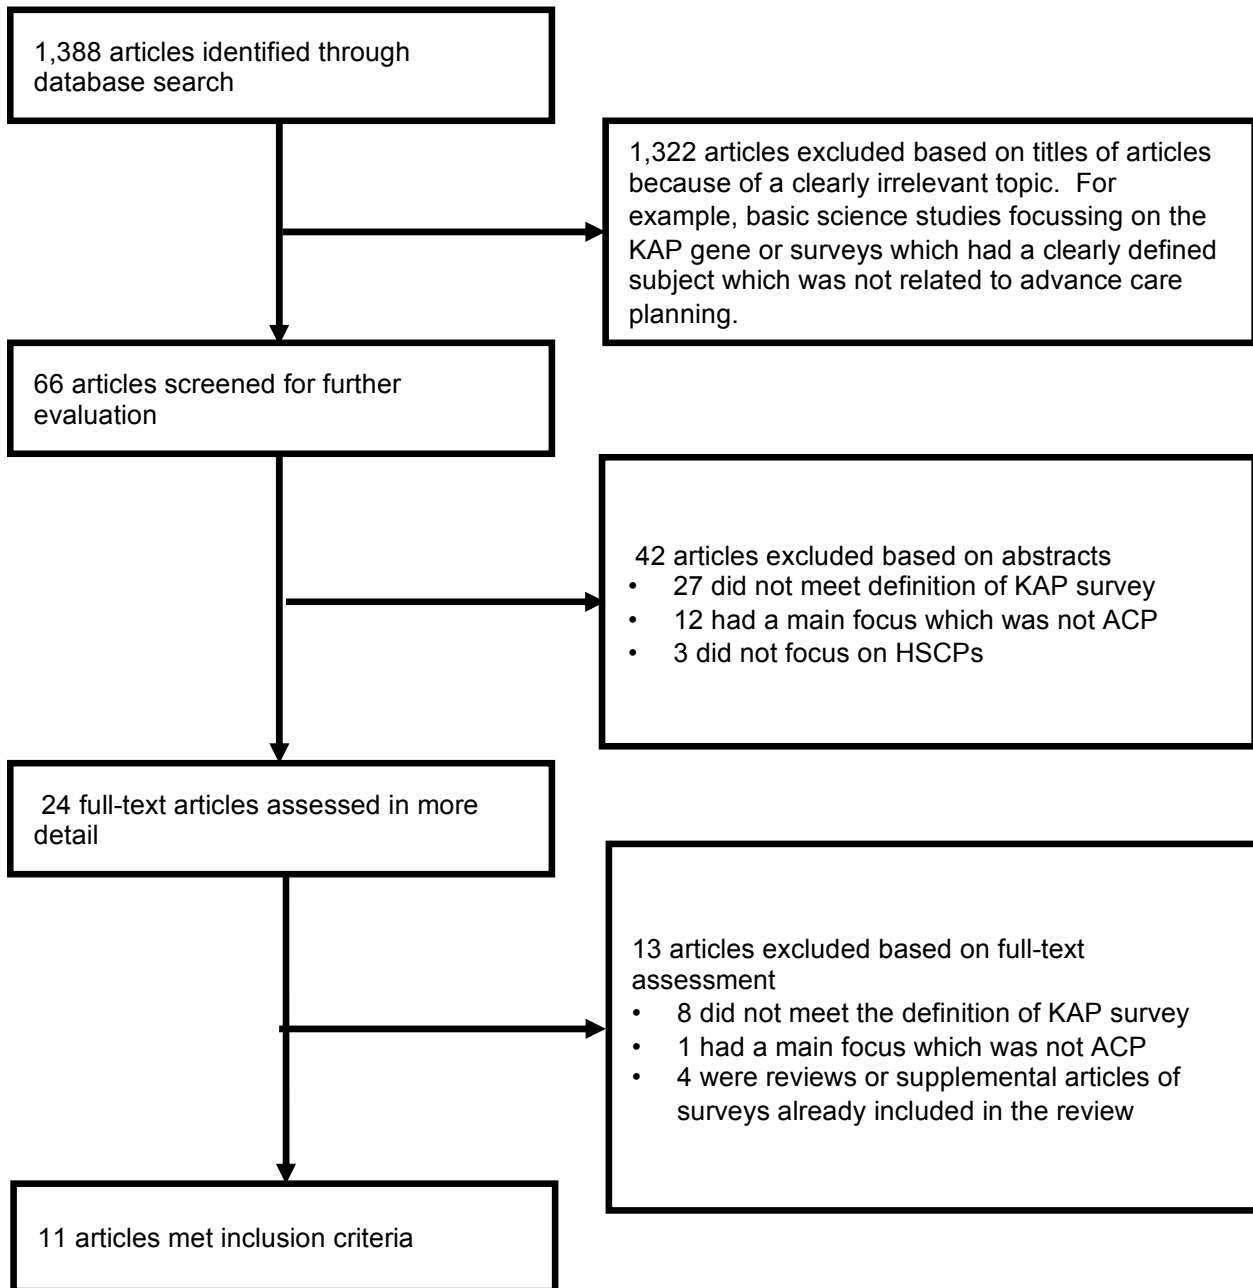 1,388 articles identified through
database search
1,322 articles excluded based on titles of articles
because of a clearly irrelevant topic.  For
example, basic science studies focussing on the
KAP gene or surveys which had a clearly defined
subject which was not related to advance care
planning.
66 articles screened for further
evaluation
42 articles excluded based on abstracts
• 27 did not meet definition of KAP survey
• 12 had a main focus which was not ACP
• 3 did not focus on HSCPs
24 full-text articles assessed in more
detail
13 articles excluded based on full-text
assessment
• 8 did not meet the definition of KAP survey
• 1 had a main focus which was not ACP
• 4 were reviews or supplemental articles of
surveys already included in the review
11 articles met inclusion criteria